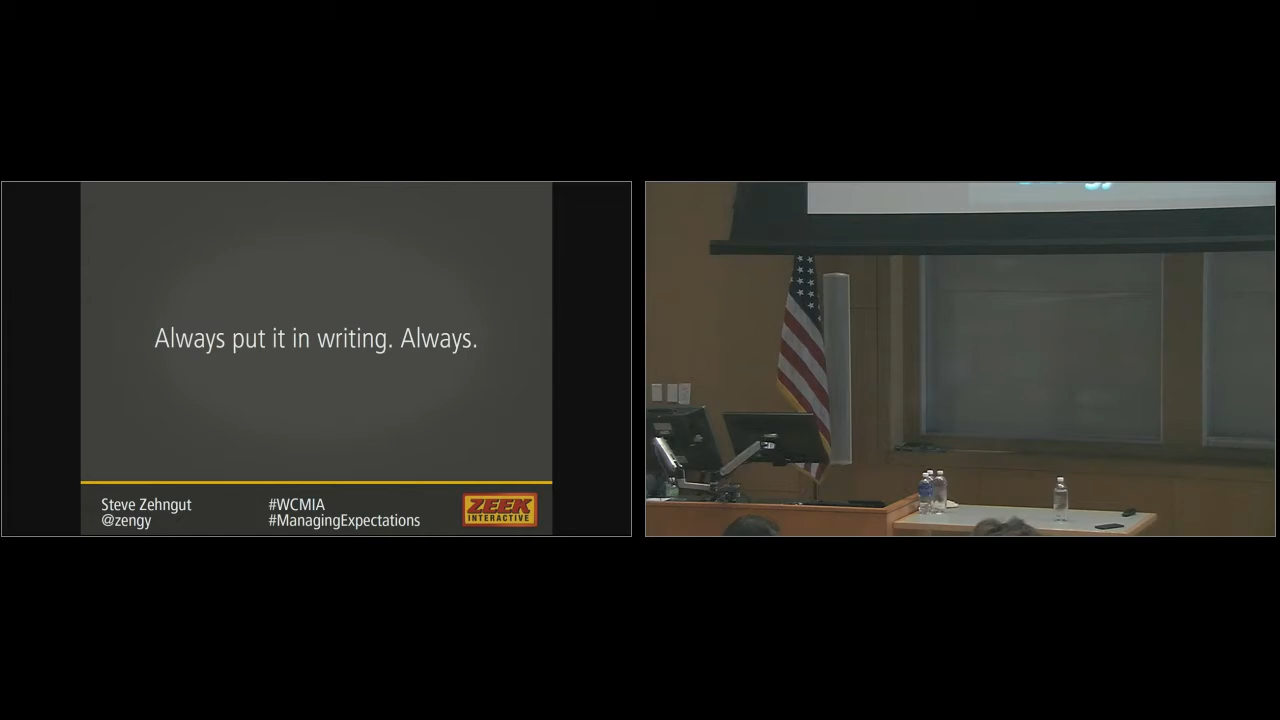 Always put it in writing. Always.
Steve Zehngut
@zengy
#WCMIA
#ManagingExpectations
ZEEK
INTERACTIVE